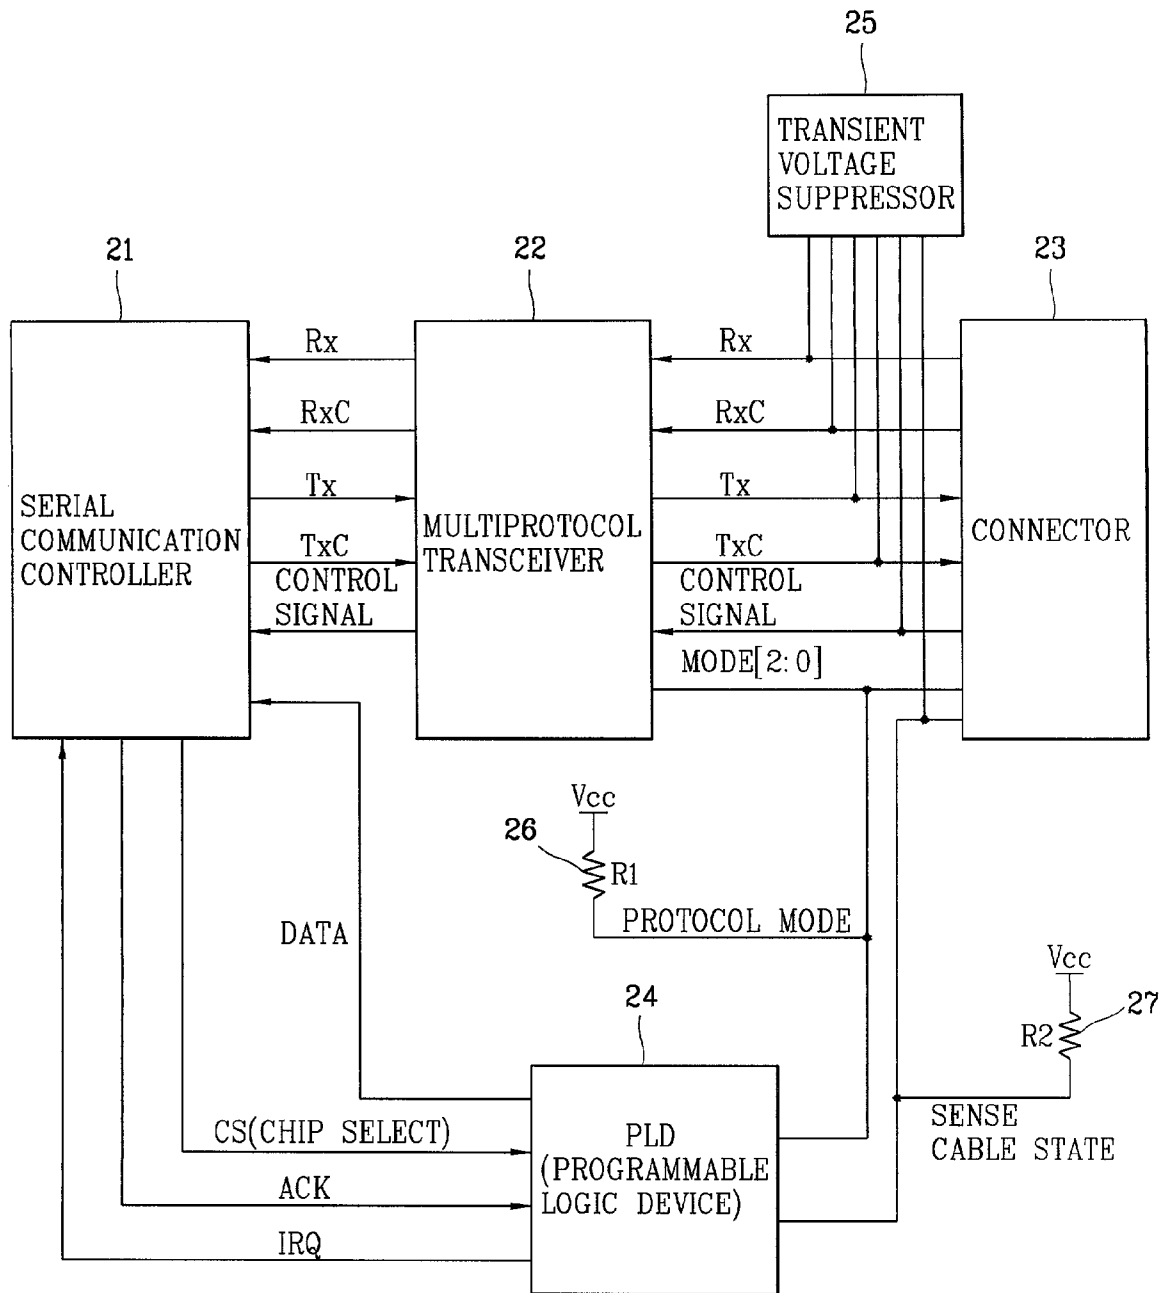 25
TRANSIENT
VOLTAGE
SUPPRESSOR
21
22
23
Rx
Rx
RxC
RxC
Tx
Tx
SERIAL
COMMUNICATION
CONTROLLER
MULTIPROTOCOL
TRANSCEIVER
CONNECTOR
TxC
TxC
CONTROL
SIGNAL
CONTROL
SIGNAL
MODE[2:0]
Vcc
26
R1
PROTOCOL MODE
DATA
Vcc
24
27
R2
SENSE
CABLE STATE
CS(CHIP SELECT)
PLD
(PROGRAMMABLE
LOGIC DEVICE)
ACK
IRQ